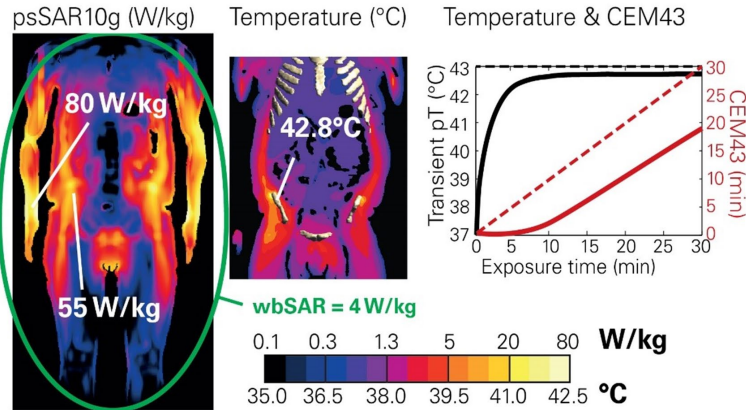 psSAR10g (W/kg)
Temperature (°C)
Temperature & CEM43
80 W/kg
55 W/kg
42.8°C
wbSAR = 4 W/kg
Transient pT (°C)
43
42
41
40
39
38
37
0 5 10 15 20 25 30
Exposure time (min)
30
25
20
15
10
5
0
CEM43 (min)
0.1 0.3 1.3 5 20 80 W/kg
35.0 36.5 38.0 39.5 41.0 42.5 °C